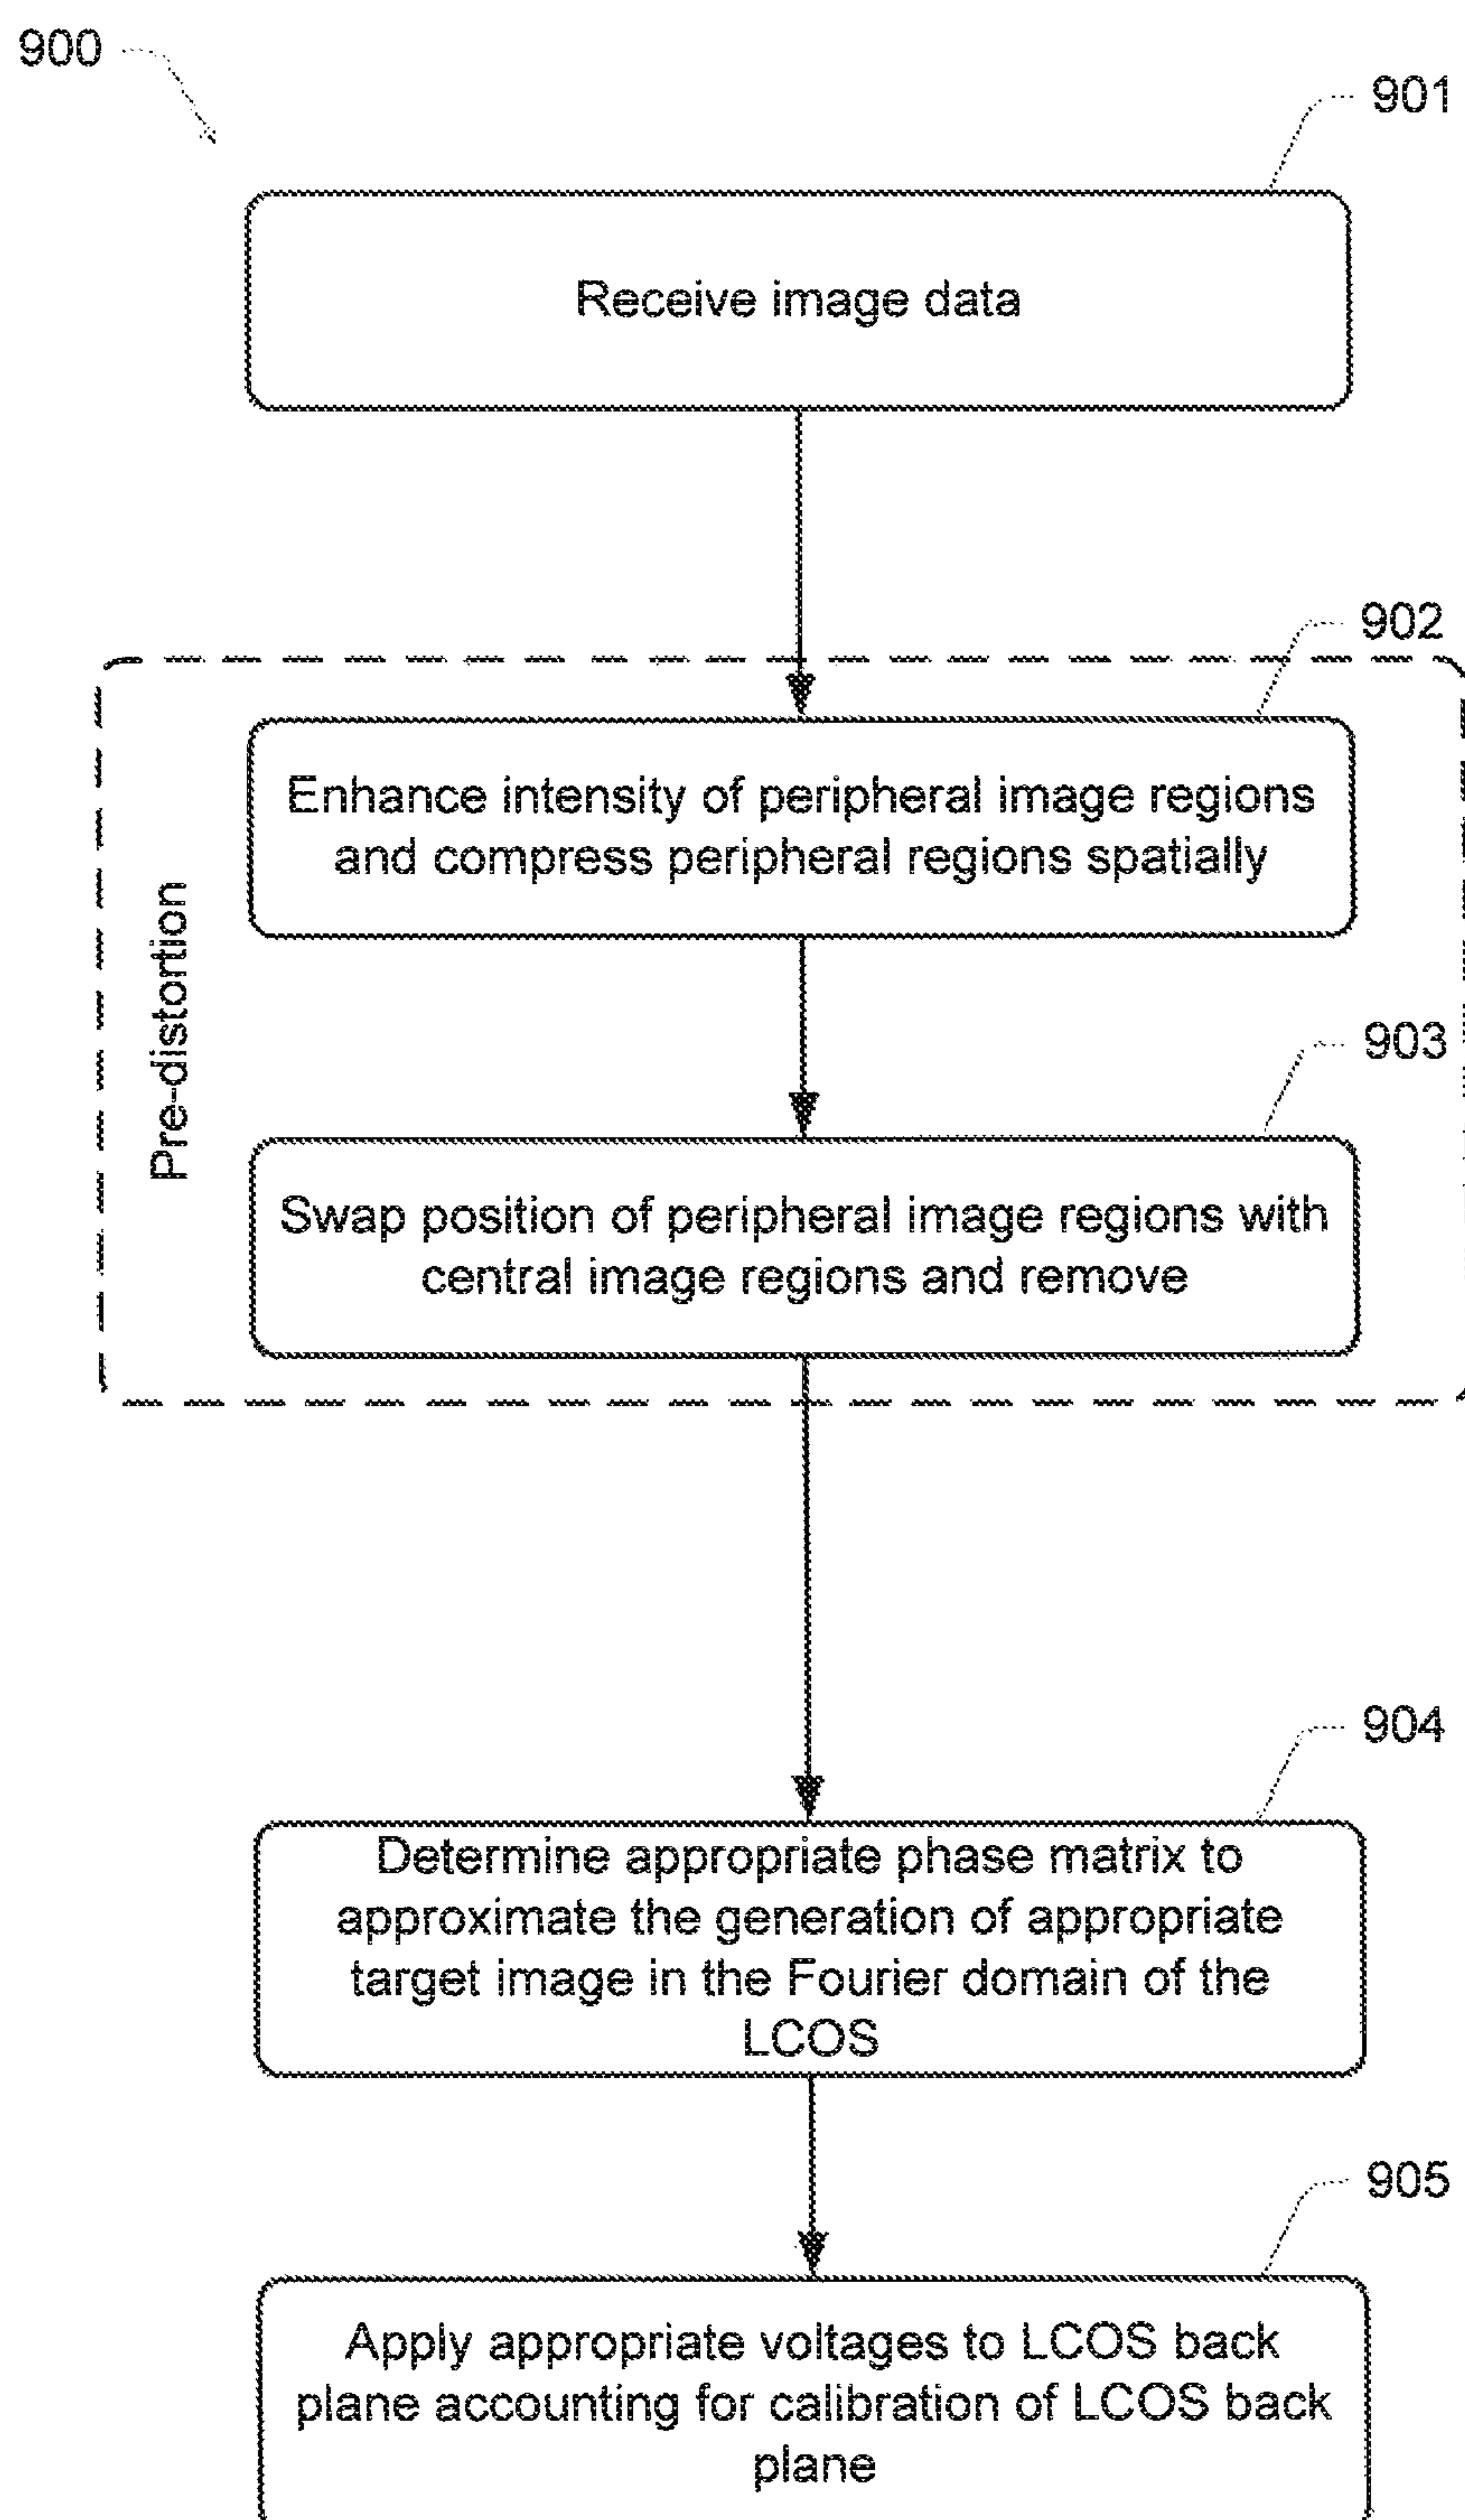 900
901
Receive image data
902
Enhance intensity of peripheral image regions
and compress peripheral regions spatially
Pre-distortion
903
Swap position of peripheral image regions with
central image regions and remove
904
Determine appropriate phase matrix to
approximate the generation of appropriate
target image in the Fourier domain of the
LCOS
905
Apply appropriate voltages to LCOS back
plane accounting for calibration of LCOS back
plane